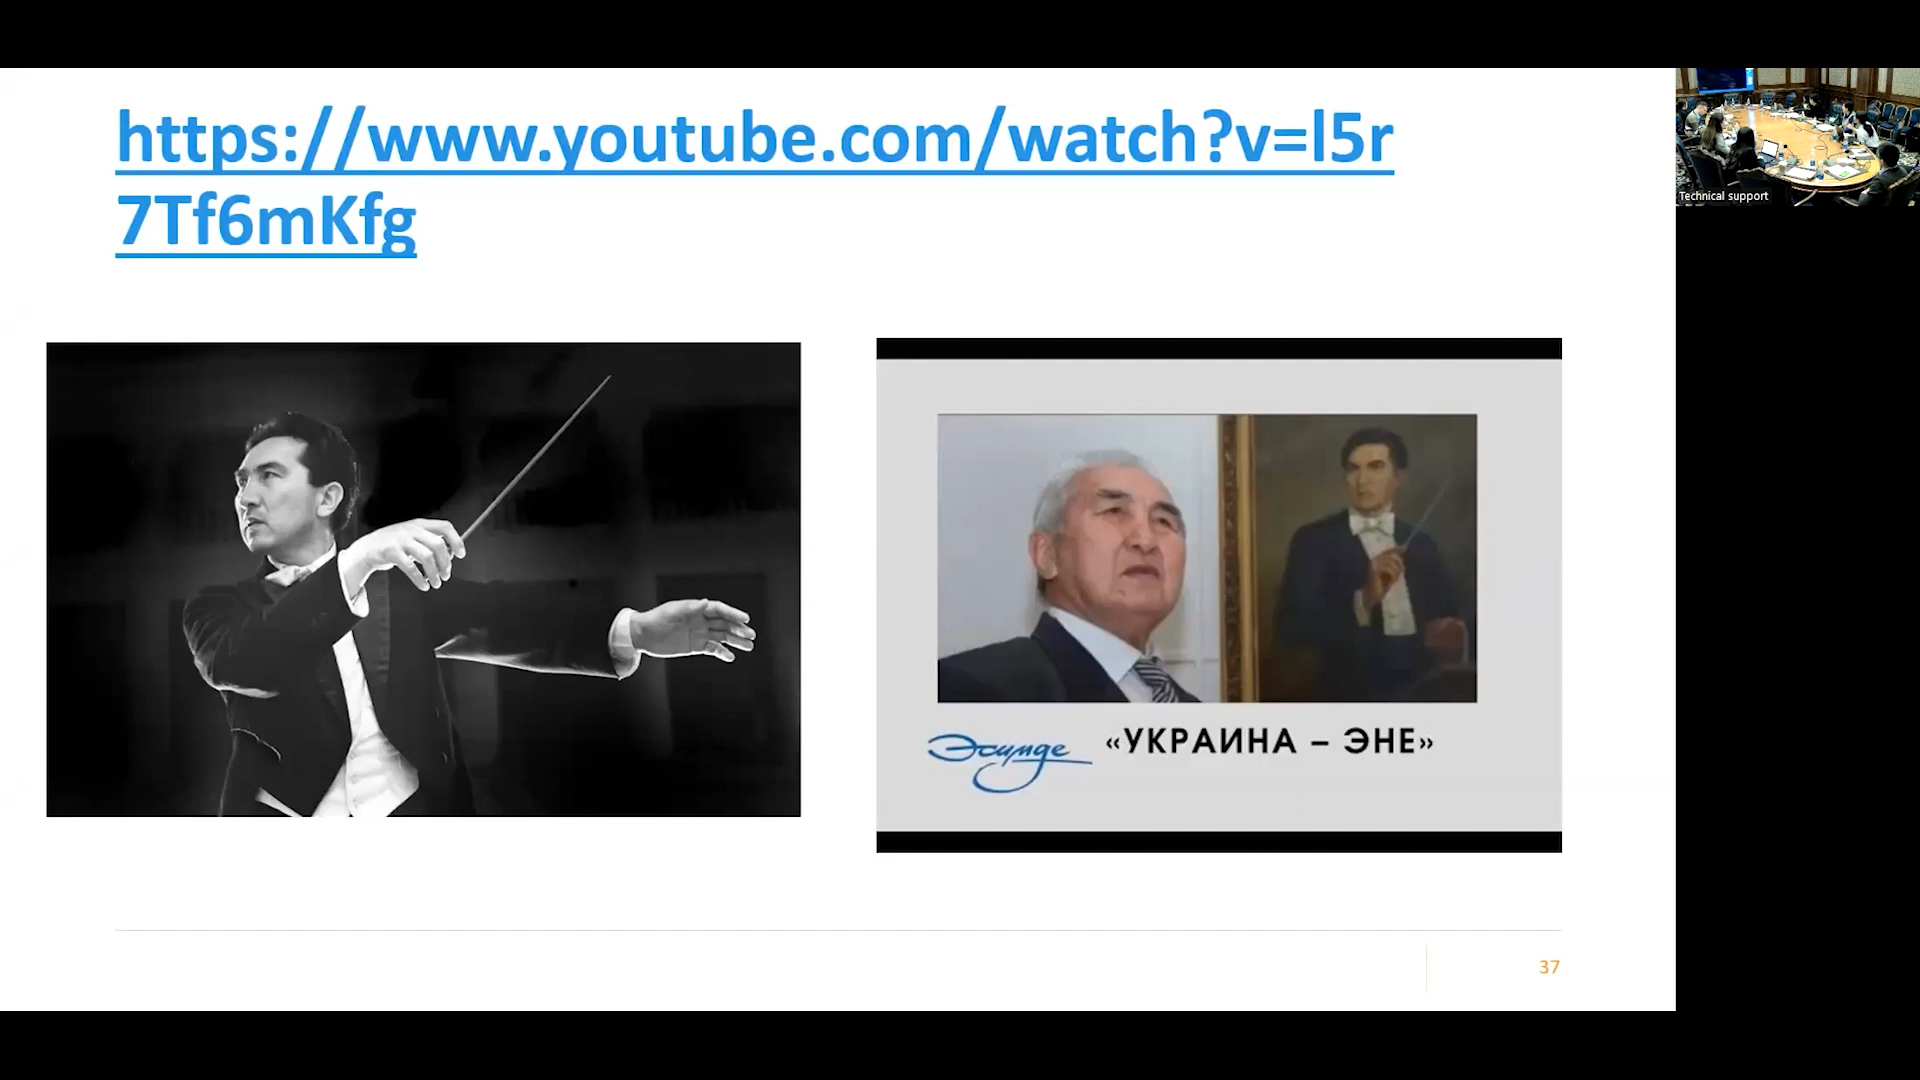 https://www.youtube.com/watch?v=l5r
7Tf6mKfg
Technical support
Эсимде «УКРАИНА – ЭНЕ»
37